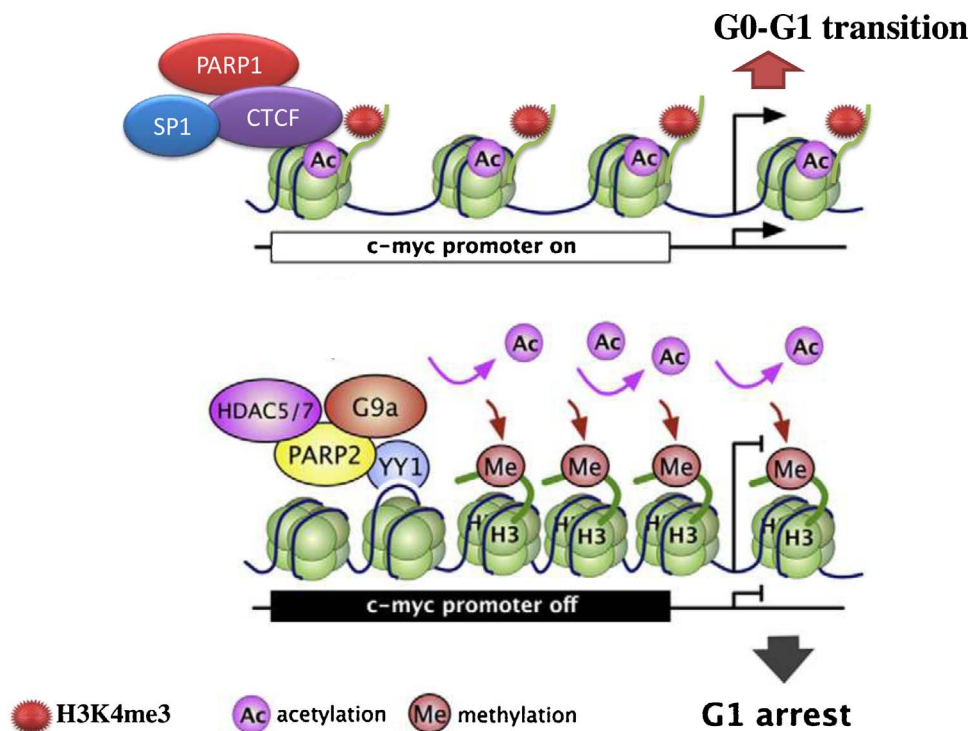 G0-G1 transition
PARP1
SP1
CTCF
Ac
Ac
Ac
Ac
c-myc promoter on
Ac
Ac
Ac
Ac
HDAC5/7
G9a
PARP2
YY1
Me
Me
Me
Me
H3
H3
H3
H3
c-myc promoter off
H3K4me3
Ac acetylation
Me methylation
G1 arrest